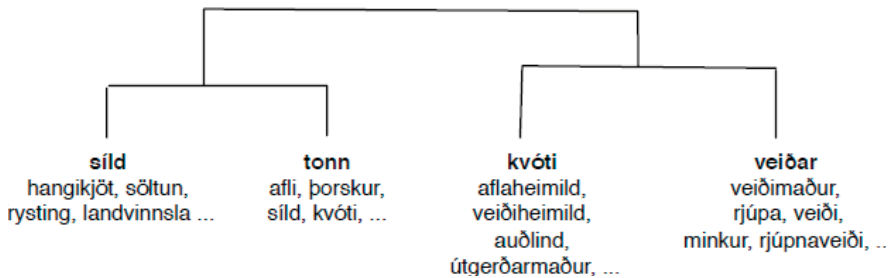 síld
hangikjöt, söltun,
rysting, landvinnsla ...
tonn
afli, þorskur,
síld, kvóti, ...
kvóti
aflaheimild,
veiðiheimild,
auðlind,
útgerðarmaður, ...
veiðar
veiðimaður,
rjúpa, veiði,
minkur, rjúpnaveiði, ..